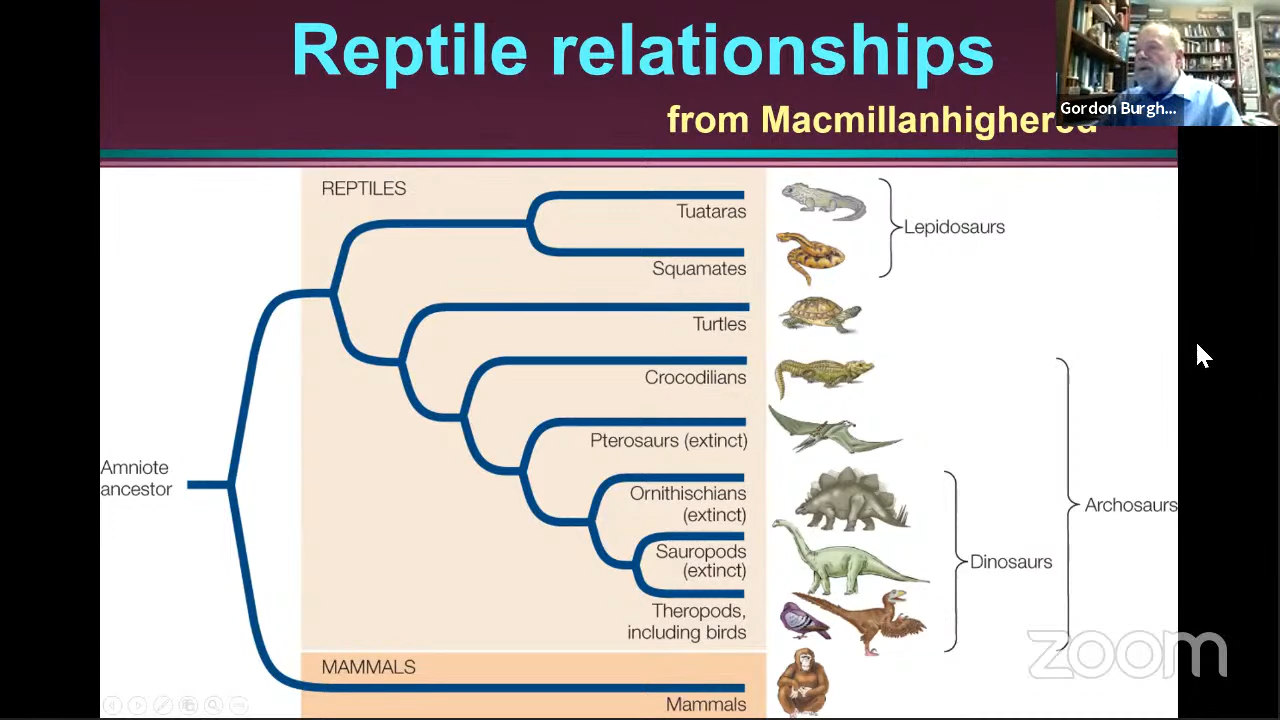 Reptile relationships
from Macmillanhighered
Gordon Burgh...
REPTILES
Tuataras
Lepidosaurs
Squamates
Turtles
Crocodilians
Pterosaurs (extinct)
Amniote
ancestor
Ornithischians
(extinct)
Archosaurs
Sauropods
(extinct)
Dinosaurs
Theropods,
including birds
zoom
MAMMALS
Mammals